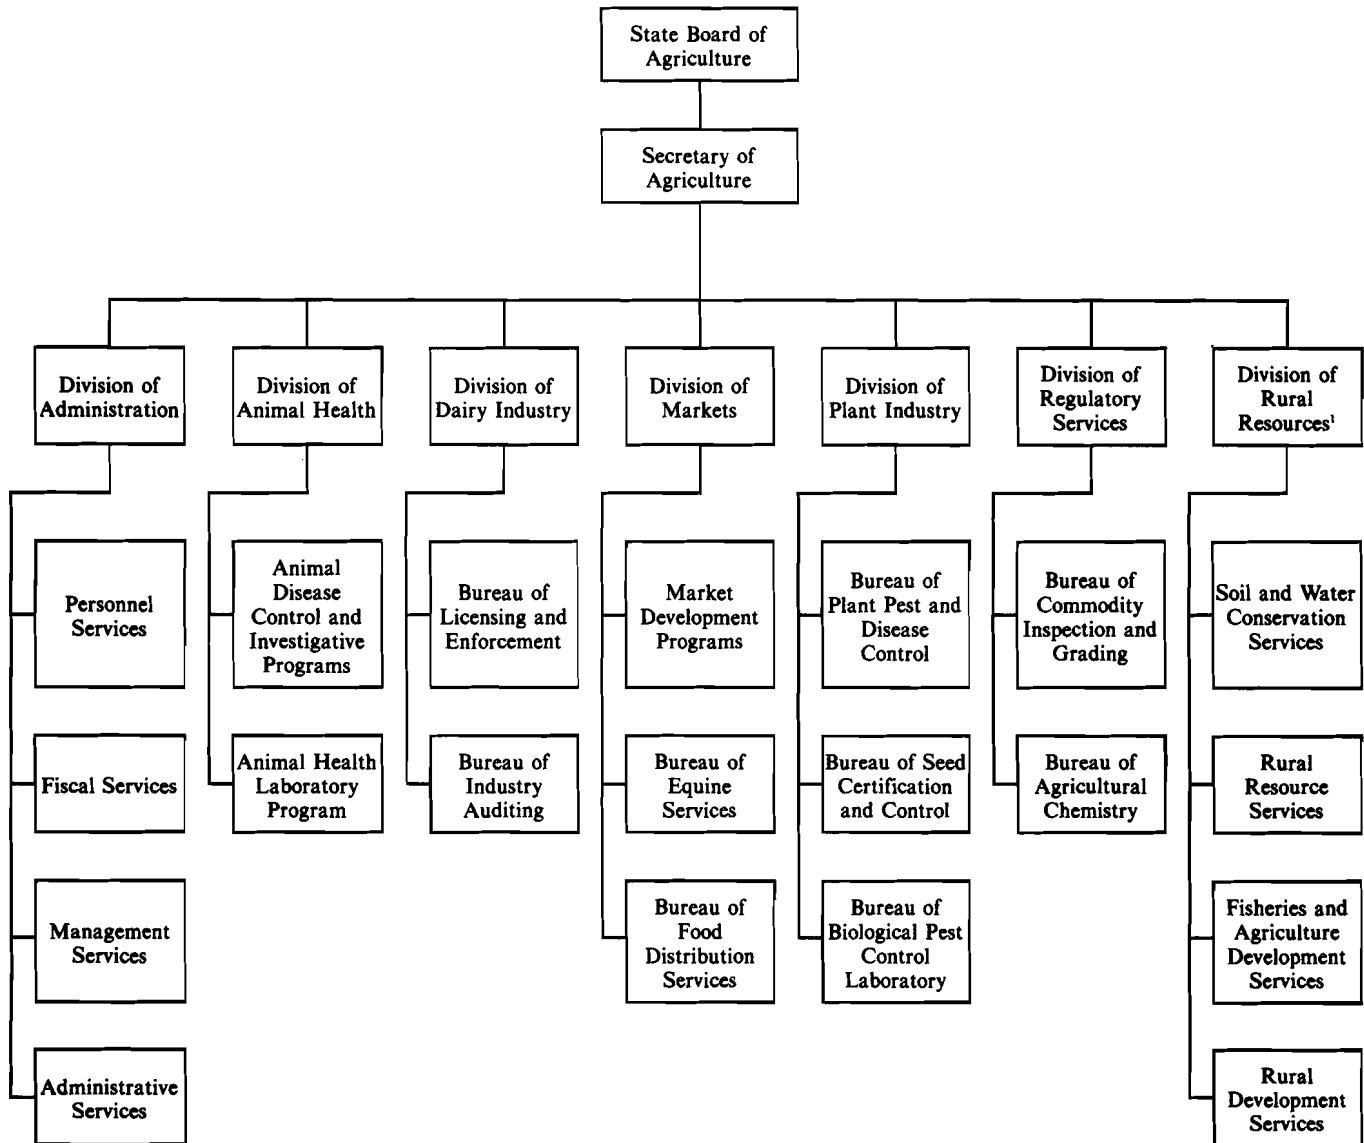 State Board of
Agriculture
Secretary of
Agriculture
Division of
Administration
Division of
Animal Health
Division of
Dairy Industry
Division of
Markets
Division of
Plant Industry
Division of
Regulatory
Services
Division of
Rural
Resources¹
Personnel
Services
Fiscal Services
Management
Services
Administrative
Services
Animal
Disease
Control and
Investigative
Programs
Animal Health
Laboratory
Program
Bureau of
Licensing and
Enforcement
Bureau of
Industry
Auditing
Market
Development
Programs
Bureau of
Equine
Services
Bureau of
Food
Distribution
Services
Bureau of
Plant Pest and
Disease
Control
Bureau of Seed
Certification
and Control
Bureau of
Biological Pest
Control
Laboratory
Bureau of
Commodity
Inspection and
Grading
Bureau of
Agricultural
Chemistry
Soil and Water
Conservation
Services
Rural
Resource
Services
Fisheries and
Agriculture
Development
Services
Rural
Development
Services